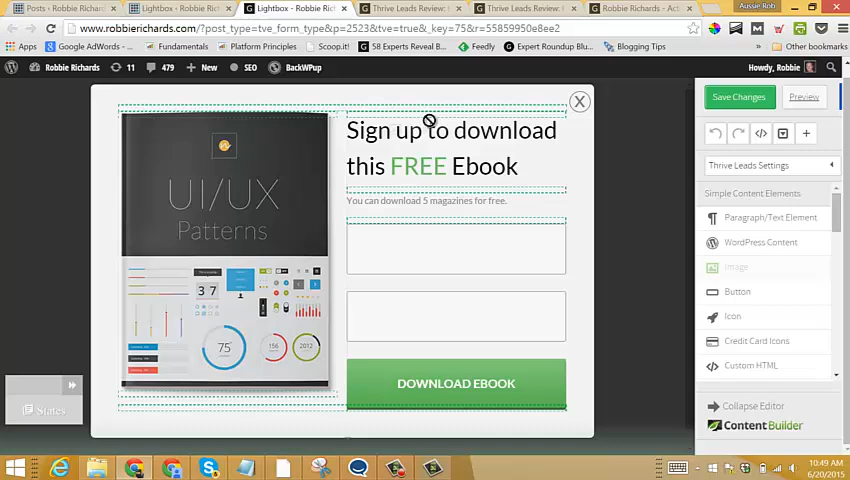 Posts ‹ Robbie Richards
Lightbox ‹ Robbie Richard
Lightbox - Robbie Richar
Thrive Leads Review:
Thrive Leads Review:
Robbie Richards - Acti
Aussie Rob
www.robbierichards.com/?post_type=tve_form_type&p=2523&tve=true&_key=75&r=55859950e8ee2
Apps
Google AdWords -
Fundamentals
Platform Principles
Scoop.it!
58 Experts Reveal B
Feedly
Expert Roundup Blu
Blogging Tips
Other bookmarks
Robbie Richards
11
479
New
SEO
BackWPup
Howdy, Robbie
X
Save Changes
Preview
Sign up to download
this FREE Ebook
You can download 5 magazines for free.
DOWNLOAD EBOOK
UI/UX
Patterns
37
75
156
2012
Thrive Leads Settings
Simple Content Elements
Paragraph/Text Element
WordPress Content
Image
Button
Icon
Credit Card Icons
Custom HTML
Collapse Editor
Content Builder
States
10:49 AM
6/20/2015